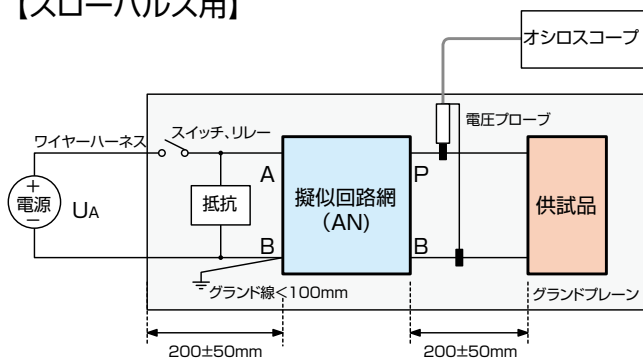 【スローパルス用】
オシロスコープ
電圧プローブ
ワイヤーハーネス
スイッチ、リレー
A
P
擬似回路網
(AN)
供試品
抵抗
+
電源
−
UA
B
B
グランド線<100mm
グランドプレーン
200±50mm
200±50mm